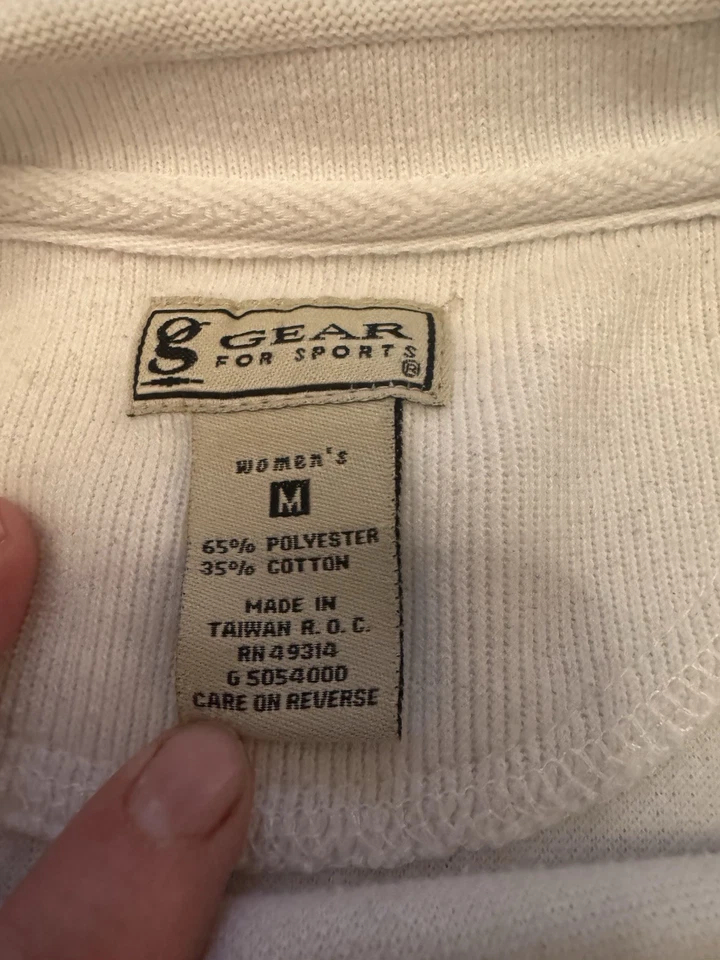 g GEAR
FOR SPORTS®
women's
M
65% POLYESTER
35% COTTON
MADE IN
TAIWAN R. O. C.
RN 49314
G 5054000
CARE ON REVERSE